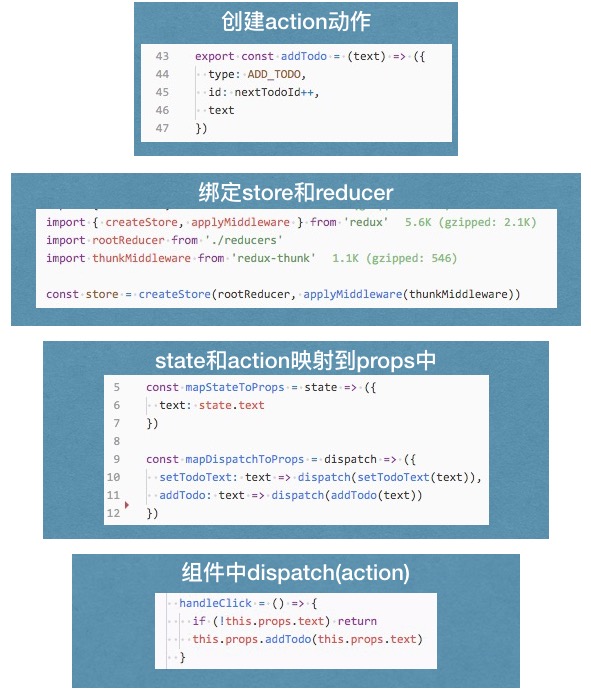 创建action动作
43 export const addTodo = (text) => ({
44 type: ADD_TODO,
45 id: nextTodoId++,
46 text
47 })
绑定store和reducer
import { createStore, applyMiddleware } from 'redux' 5.6K (gzipped: 2.1K)
import rootReducer from './reducers'
import thunkMiddleware from 'redux-thunk' 1.1K (gzipped: 546)
const store = createStore(rootReducer, applyMiddleware(thunkMiddleware))
state和action映射到props中
5 const mapStateToProps = state => ({
6 text: state.text
7 })
8
9 const mapDispatchToProps = dispatch => ({
10 setTodoText: text => dispatch(setTodoText(text)),
11 addTodo: text => dispatch(addTodo(text))
12 })
组件中dispatch(action)
handleClick = () => {
if (!this.props.text) return
this.props.addTodo(this.props.text)
}